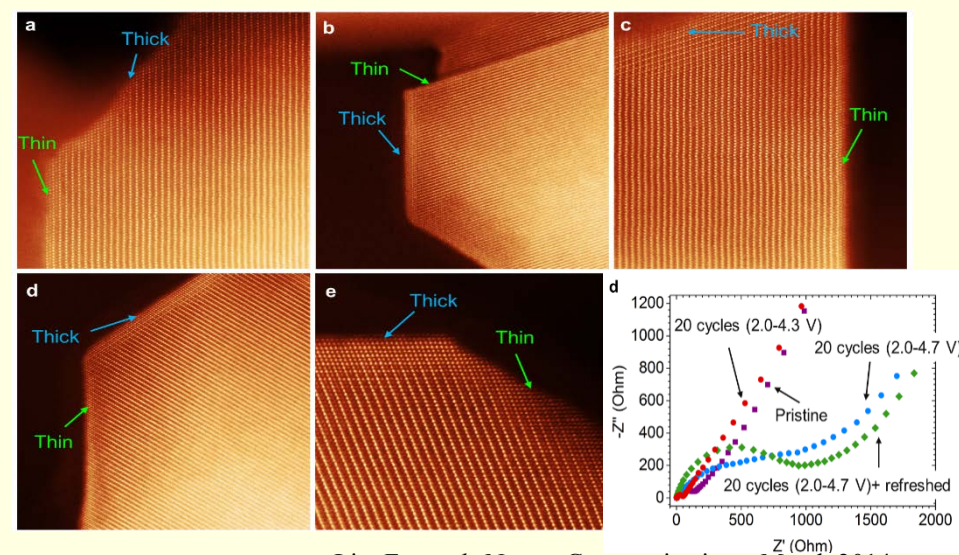 a
Thick
Thin
b
Thin
Thick
c
Thick
Thin
d
Thick
Thin
e
Thick
Thin
d
1200
1000
800
600
400
200
0
-Z'' (Ohm)
20 cycles (2.0-4.3 V)
20 cycles (2.0-4.7 V)
Pristine
20 cycles (2.0-4.7 V)+ refreshed
0 500 1000 1500 2000
Z' (Ohm)